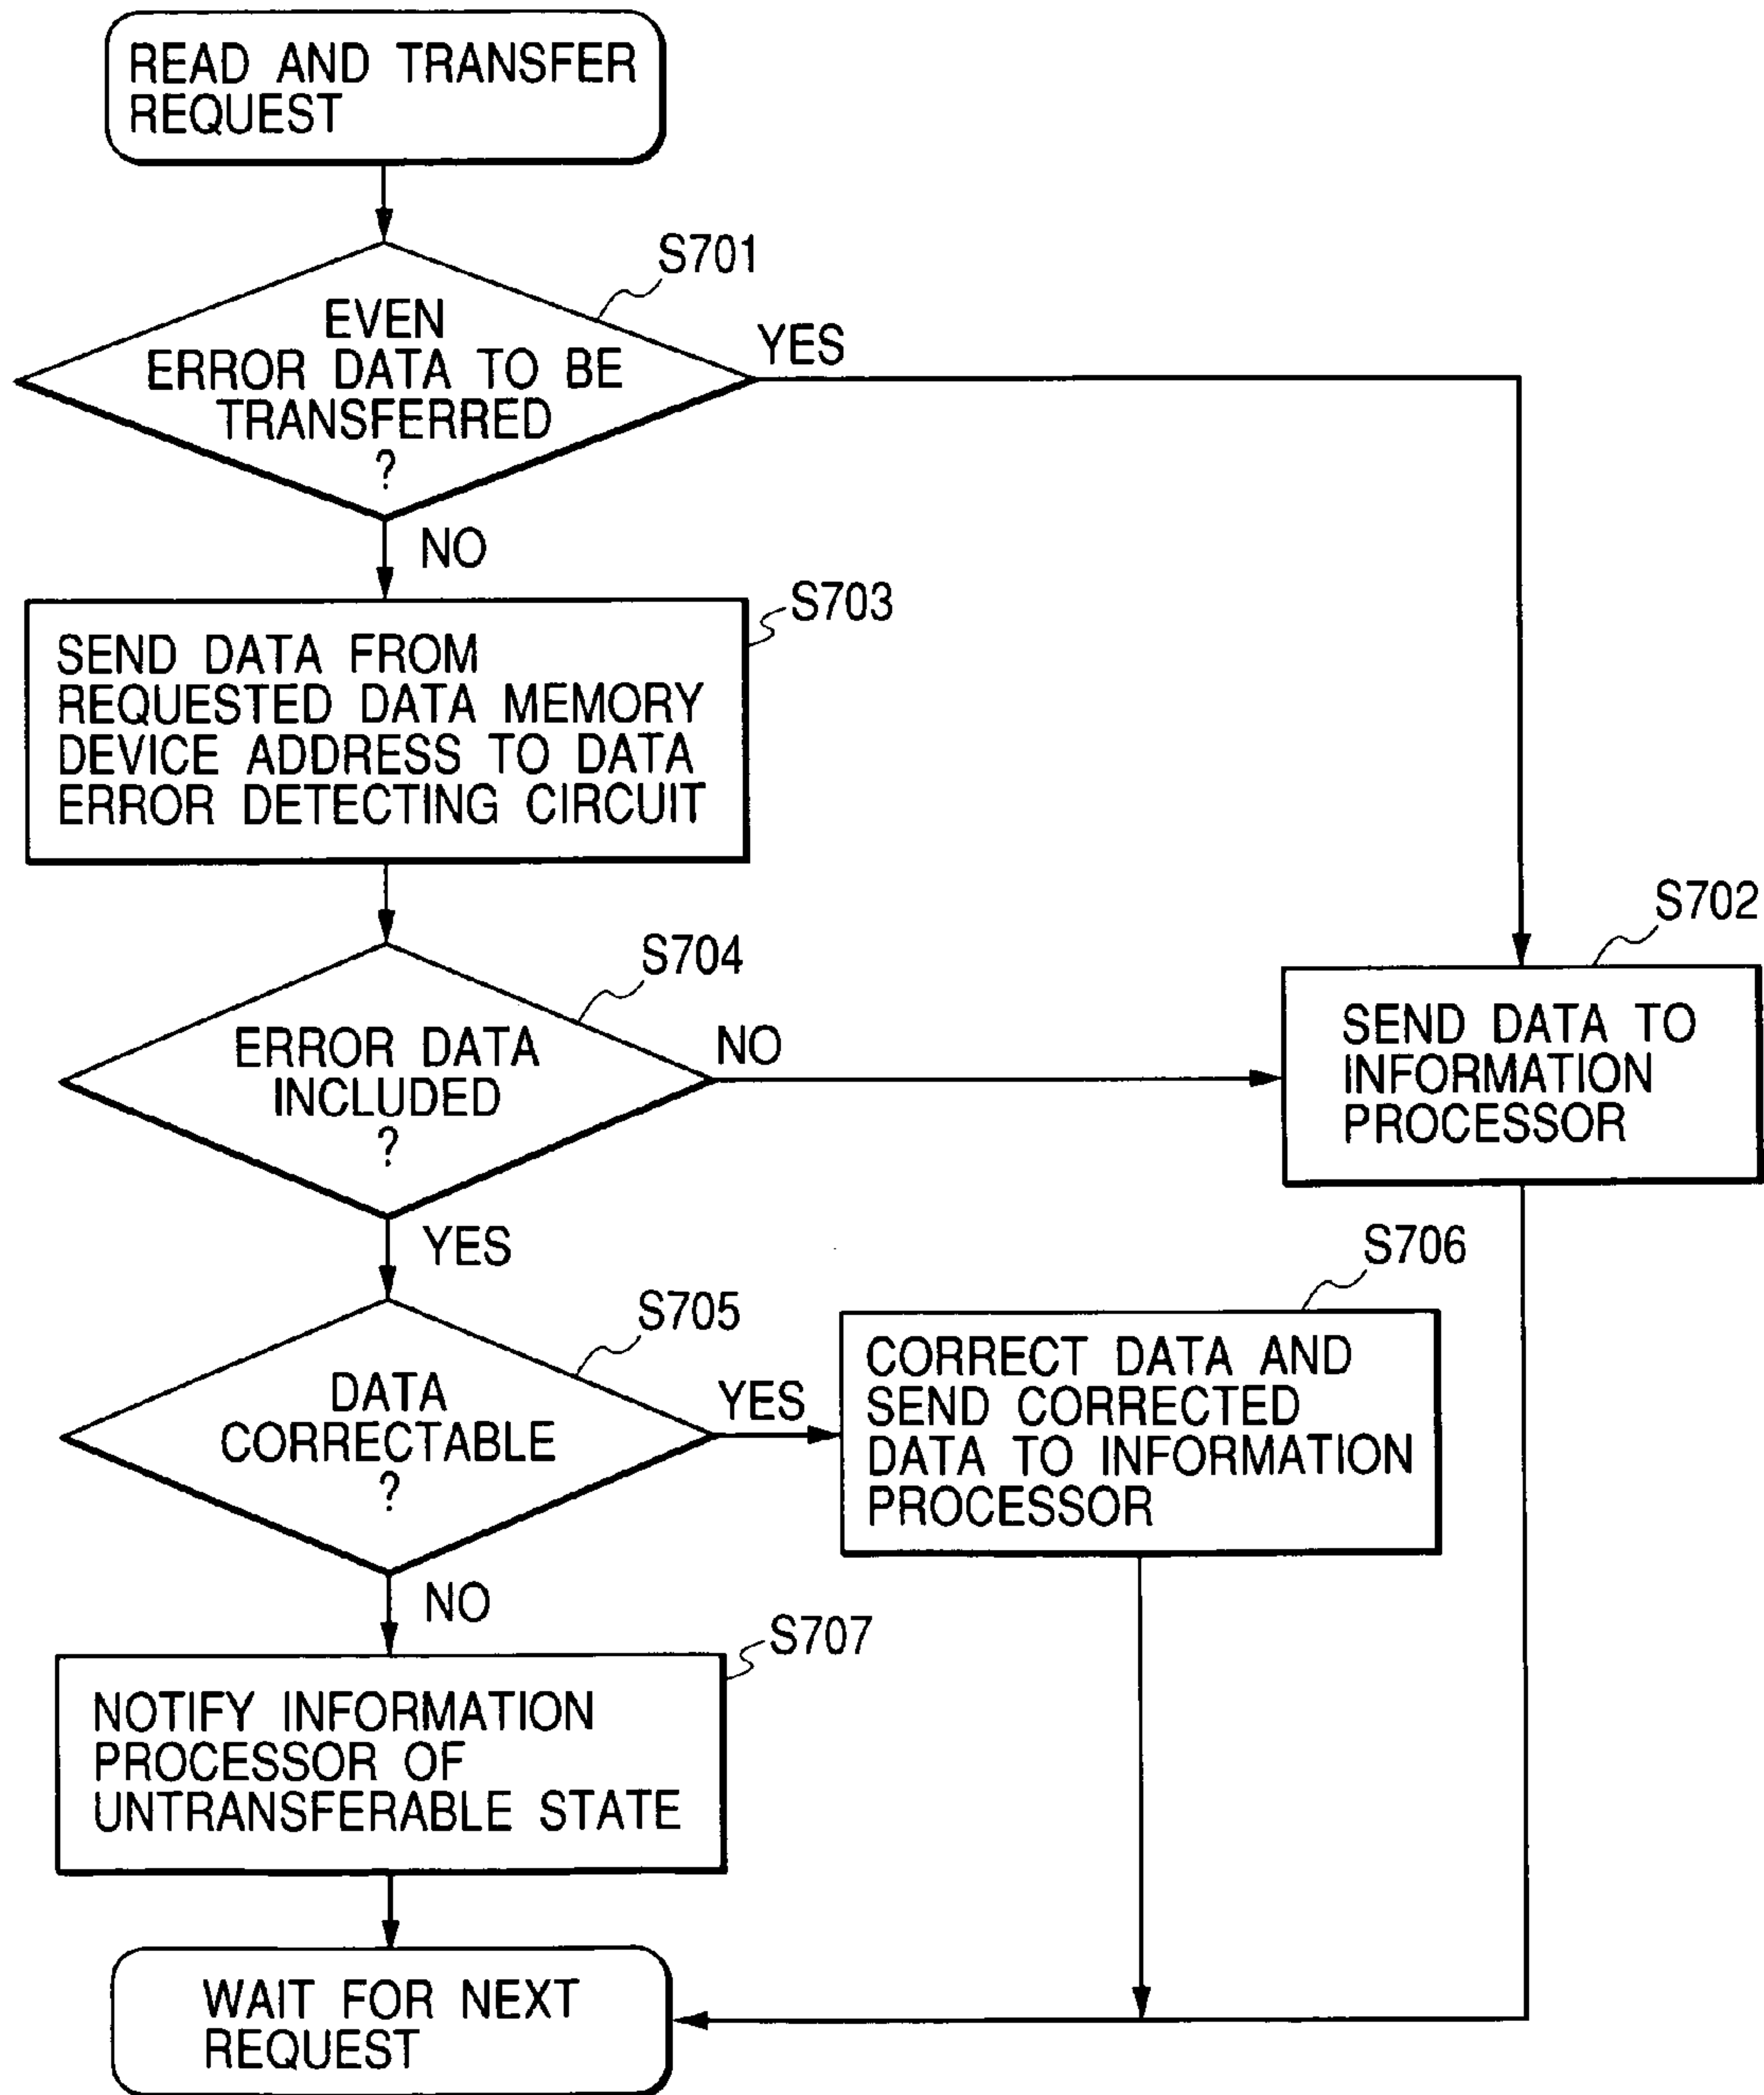 READ AND TRANSFER
REQUEST
S701
EVEN
ERROR DATA TO BE
TRANSFERRED
?
YES
NO
S703
SEND DATA FROM
REQUESTED DATA MEMORY
DEVICE ADDRESS TO DATA
ERROR DETECTING CIRCUIT
S702
SEND DATA TO
INFORMATION
PROCESSOR
S704
ERROR DATA
INCLUDED
?
NO
YES
S705
DATA
CORRECTABLE
?
YES
NO
S706
CORRECT DATA AND
SEND CORRECTED
DATA TO INFORMATION
PROCESSOR
S707
NOTIFY INFORMATION
PROCESSOR OF
UNTRANSFERABLE STATE
WAIT FOR NEXT
REQUEST